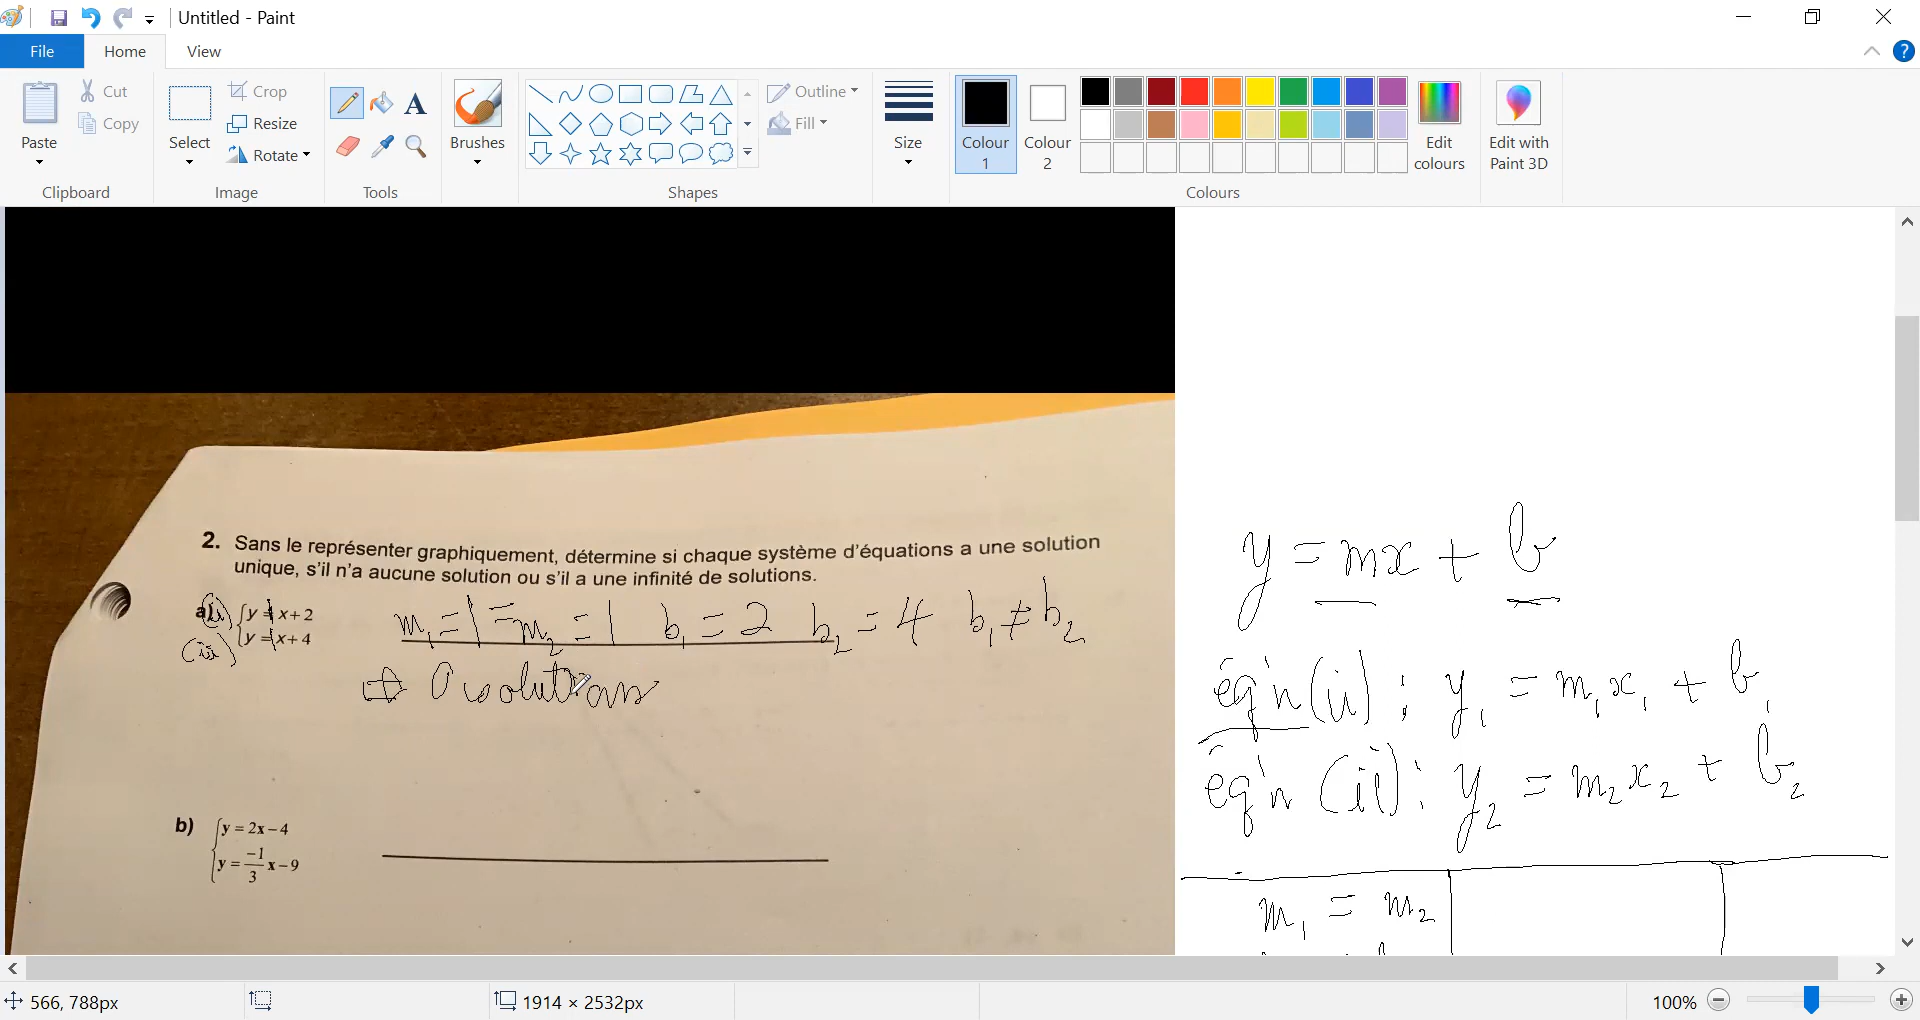 Untitled - Paint
File Home View
Paste
Cut
Copy
Clipboard
Select
Crop
Resize
Rotate
Image
Tools
Brushes
Outline
Fill
Shapes
Size
Colour 1
Colour 2
Edit colours
Edit with Paint 3D
Colours
2. Sans le représenter graphiquement, détermine si chaque système d'équations a une solution
unique, s'il n'a aucune solution ou s'il a une infinité de solutions.
a) y = x + 2
(ii) y = x + 4
m₁ = 1 = m₂ = 1 b₁ = 2 b₂ = 4 b₁ ≠ b₂
0 solutions
b) y = 2x – 4
y = -1/3 x – 9
y = mx + b
éq'n (i) : y₁ = m₁x₁ + b₁
éq'n (ii) : y₂ = m₂x₂ + b₂
m₁ = m₂
566, 788px
1914 × 2532px
100%